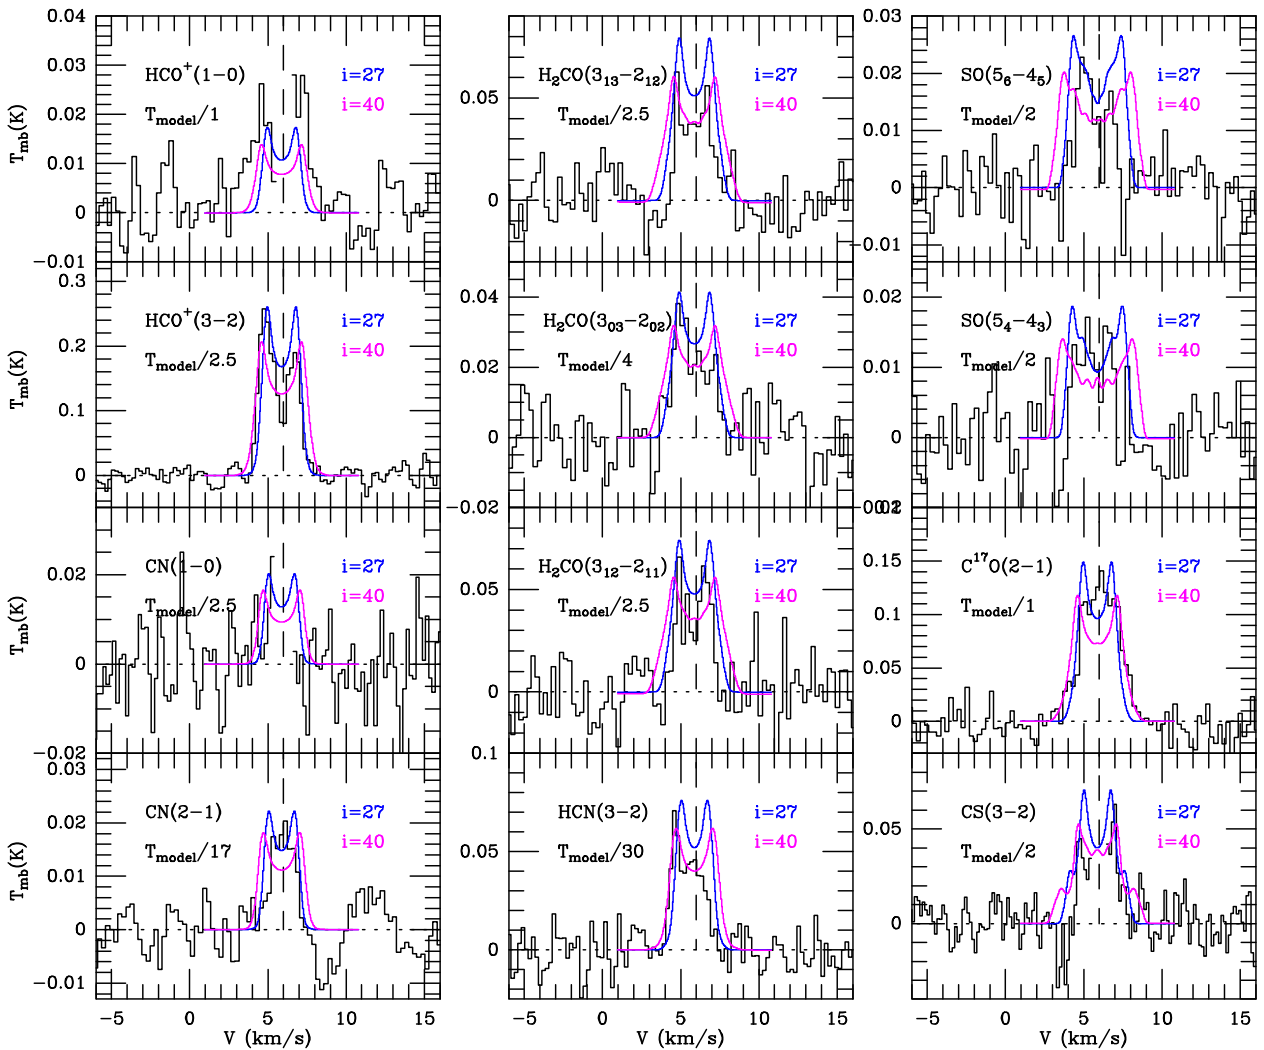 0.04
0.03
0.02
0.01
0
−0.01
T_mb(K)
HCO⁺(1−0)
T_model/1
i=27
i=40
0.05
0
H₂CO(3₁₃−2₁₂)
T_model/2.5
i=27
i=40
0.03
0.02
0.01
0
−0.01
SO(5₆−4₅)
T_model/2
i=27
i=40
0.3
0.2
0.1
0
T_mb(K)
HCO⁺(3−2)
T_model/2.5
i=27
i=40
0.04
0.02
0
−0.02
H₂CO(3₀₃−2₀₂)
T_model/4
i=27
i=40
0.02
0.01
0
SO(5₄−4₃)
T_model/2
i=27
i=40
0.02
0
−0.02
T_mb(K)
CN(1−0)
T_model/2.5
i=27
i=40
0.1
0.05
0
H₂CO(3₁₂−2₁₁)
T_model/2.5
i=27
i=40
0.15
0.1
0.05
0
C¹⁷O(2−1)
T_model/1
i=27
i=40
0.03
0.02
0.01
0
−0.01
T_mb(K)
CN(2−1)
T_model/17
i=27
i=40
0.1
0.05
0
HCN(3−2)
T_model/30
i=27
i=40
0.05
0
CS(3−2)
T_model/2
i=27
i=40
−5 0 5 10 15
V (km/s)
−5 0 5 10 15
V (km/s)
−5 0 5 10 15
V (km/s)